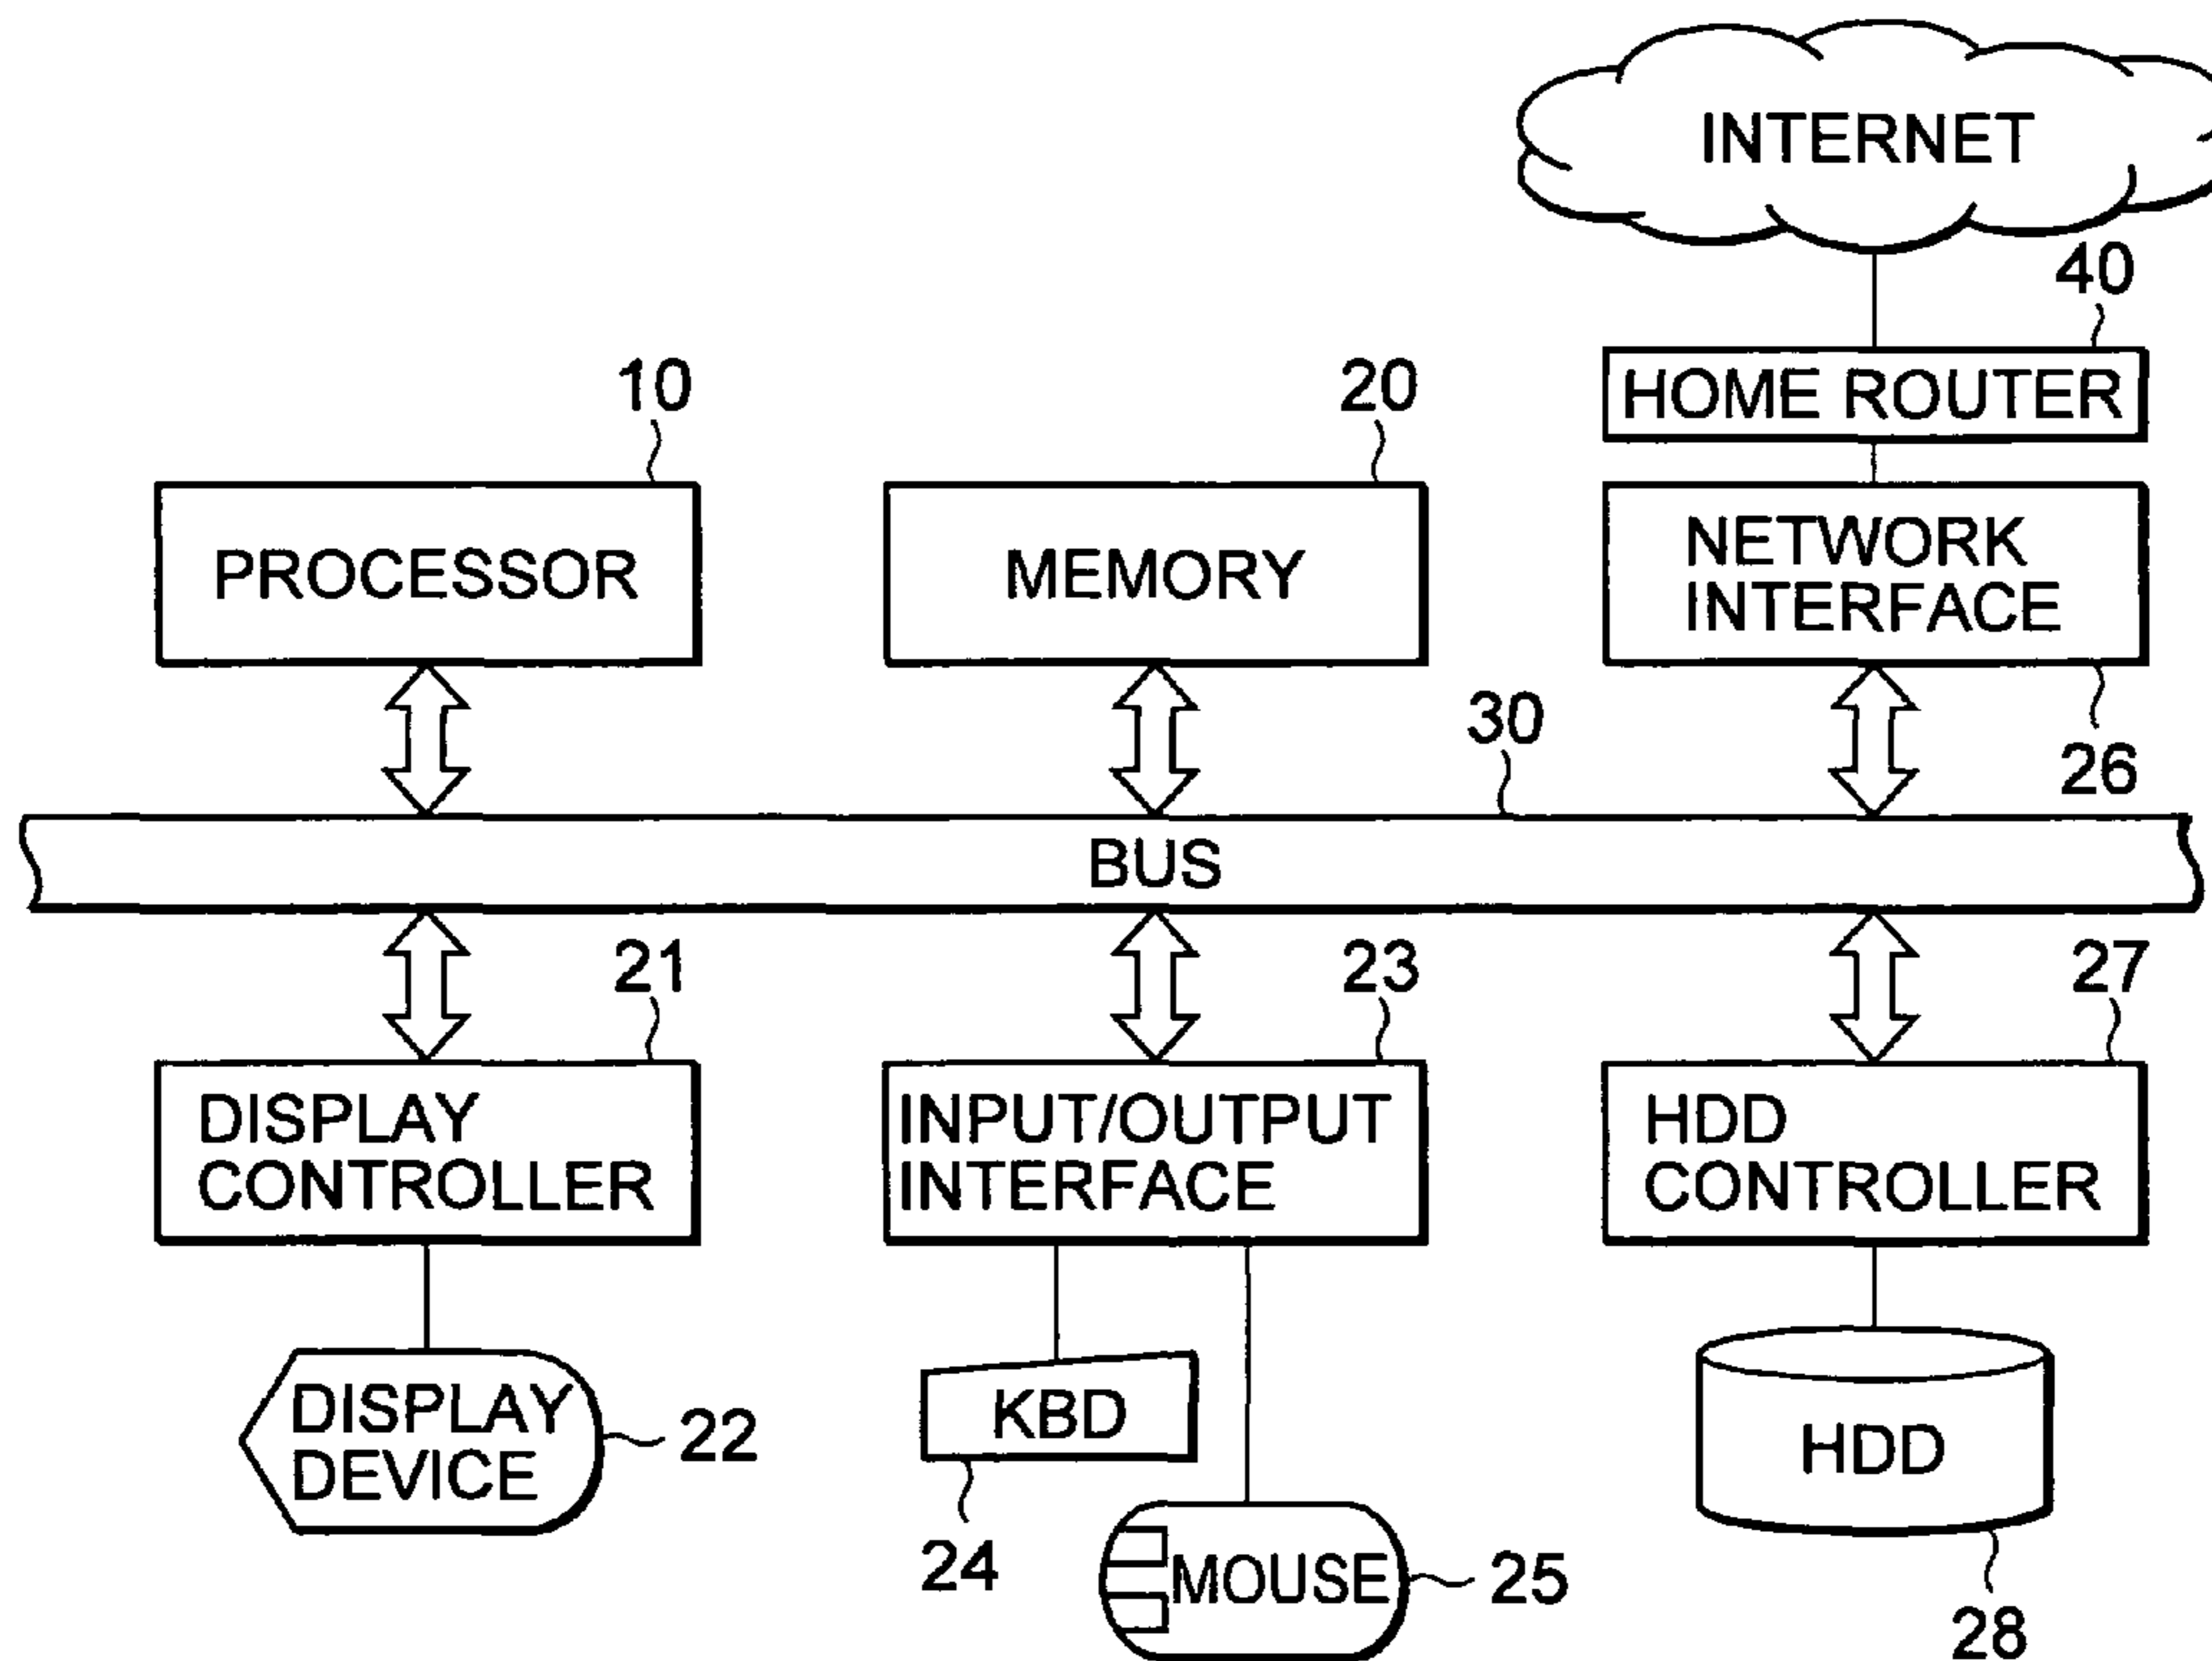 INTERNET
40
HOME ROUTER
10
PROCESSOR
20
MEMORY
NETWORK
INTERFACE
26
30
BUS
21
DISPLAY
CONTROLLER
23
INPUT/OUTPUT
INTERFACE
27
HDD
CONTROLLER
DISPLAY
DEVICE
22
KBD
24
MOUSE
25
HDD
28